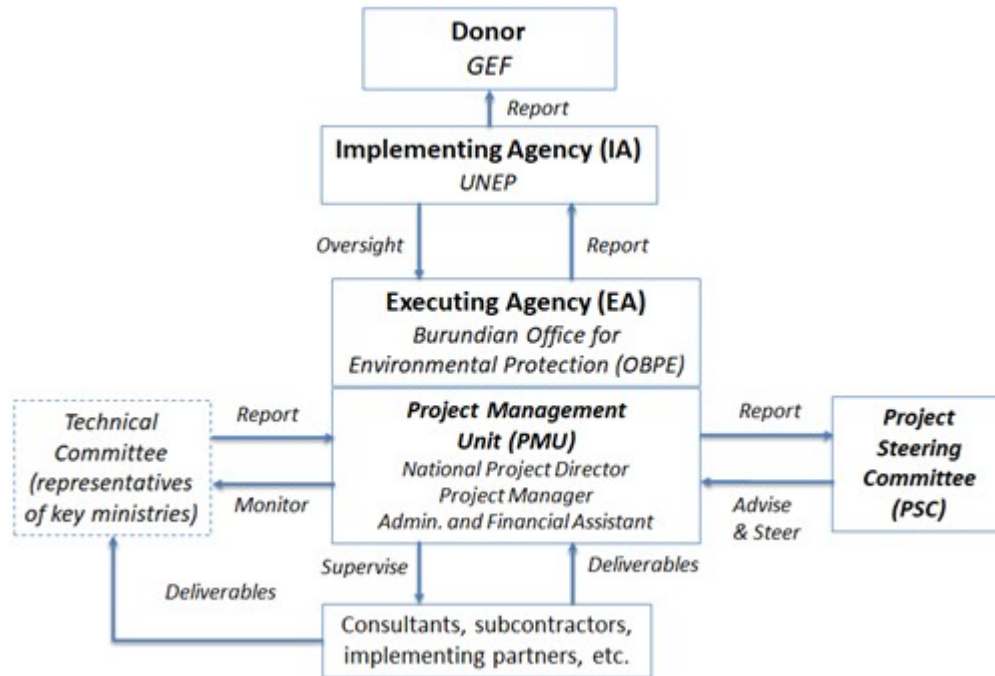 Donor
GEF
Report
Implementing Agency (IA)
UNEP
Oversight
Report
Executing Agency (EA)
Burundian Office for
Environmental Protection (OBPE)
Technical
Committee
(representatives
of key ministries)
Report
Monitor
Project Management
Unit (PMU)
National Project Director
Project Manager
Admin. and Financial Assistant
Report
Advise
& Steer
Project
Steering
Committee
(PSC)
Supervise
Deliverables
Deliverables
Consultants, subcontractors,
implementing partners, etc.